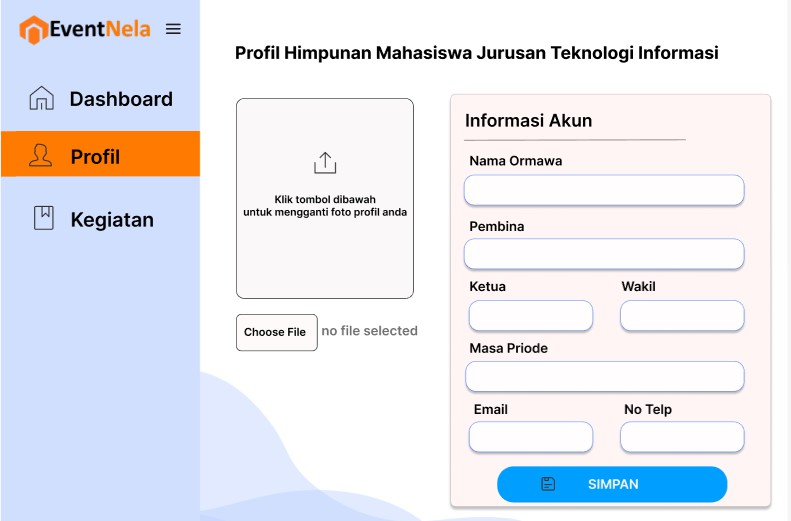 EventNela
Dashboard
Profil
Kegiatan
Profil Himpunan Mahasiswa Jurusan Teknologi Informasi
Klik tombol dibawah
untuk mengganti foto profil anda
Choose File no file selected
Informasi Akun
Nama Ormawa
Pembina
Ketua Wakil
Masa Priode
Email No Telp
SIMPAN